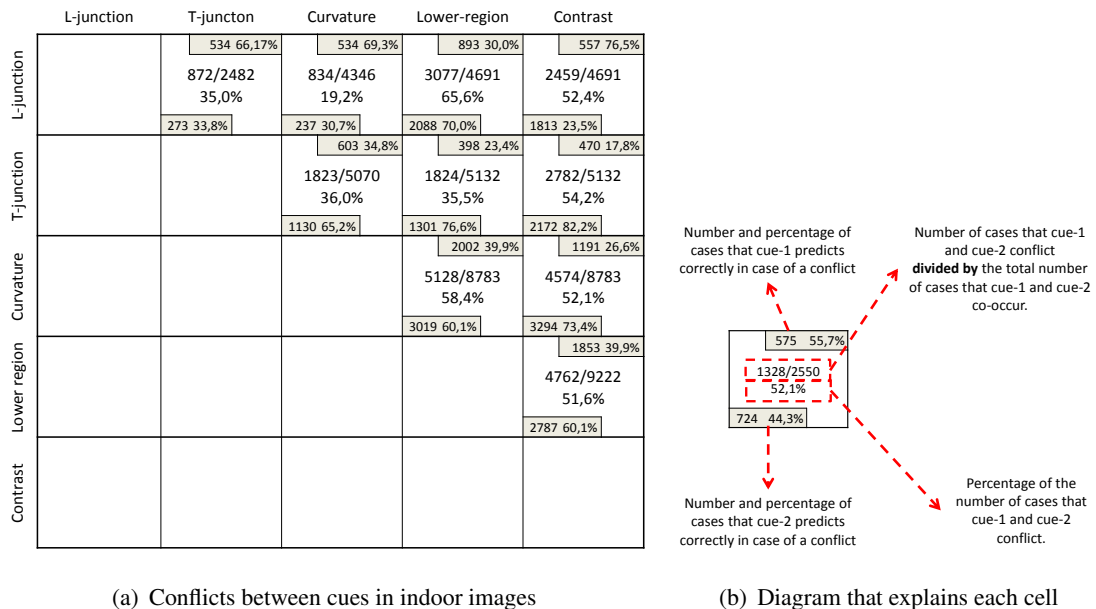 L-junction T-juncton Curvature Lower-region Contrast
L-junction
534 66,17% 534 69,3% 893 30,0% 557 76,5%
872/2482 834/4346 3077/4691 2459/4691
35,0% 19,2% 65,6% 52,4%
273 33,8% 237 30,7% 2088 70,0% 1813 23,5%
T-junction
603 34,8% 398 23,4% 470 17,8%
1823/5070 1824/5132 2782/5132
36,0% 35,5% 54,2%
1130 65,2% 1301 76,6% 2172 82,2%
Curvature
2002 39,9% 1191 26,6%
5128/8783 4574/8783
58,4% 52,1%
3019 60,1% 3294 73,4%
Lower region
1853 39,9%
4762/9222
51,6%
2787 60,1%
Contrast
(a) Conflicts between cues in indoor images
Number and percentage of
cases that cue-1 predicts
correctly in case of a conflict
Number of cases that cue-1
and cue-2 conflict
divided by the total number
of cases that cue-1 and cue-2
co-occur.
575 55,7%
1328/2550
52,1%
724 44,3%
Number and percentage of
cases that cue-2 predicts
correctly in case of a conflict
Percentage of the
number of cases that
cue-1 and cue-2
conflict.
(b) Diagram that explains each cell